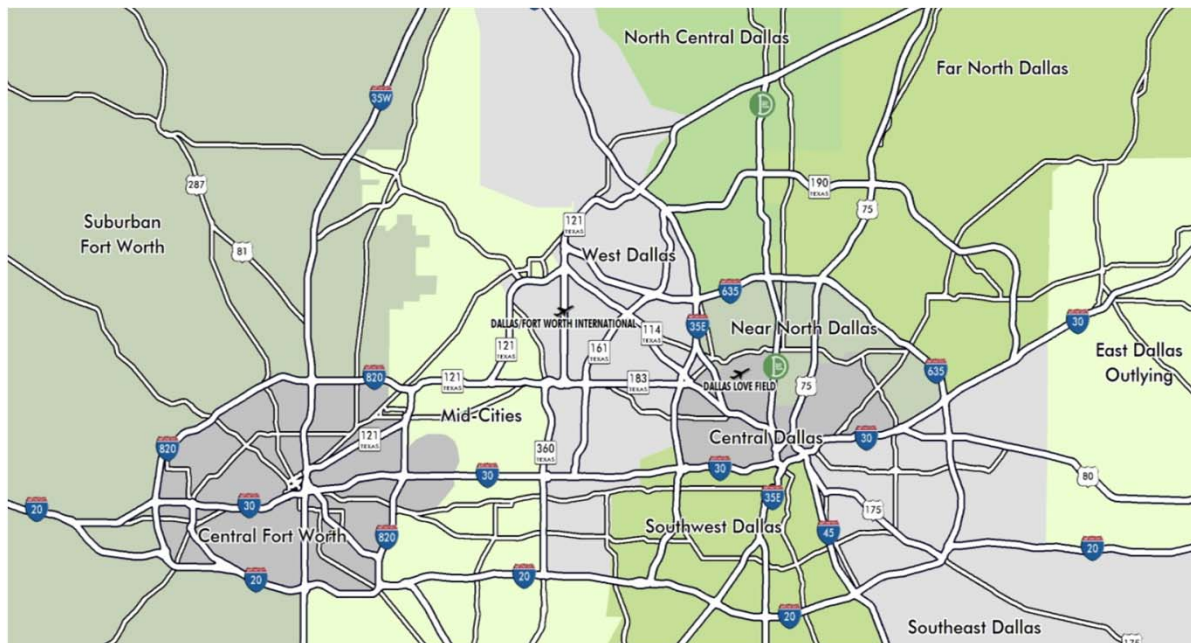 North Central Dallas
Far North Dallas
35W
287
190
TEXAS
75
Suburban
Fort Worth
121
TEXAS
81
West Dallas
635
30
DALLAS/FORT WORTH INTERNATIONAL
114
TEXAS
35E
Near North Dallas
121
TEXAS
161
TEXAS
East Dallas
Outlying
820
121
TEXAS
183
TEXAS
DALLAS LOVE FIELD
75
635
Mid-Cities
121
TEXAS
820
360
TEXAS
Central Dallas
30
30
30
80
20
30
35E
Central Fort Worth
820
Southwest Dallas
45
175
20
20
20
20
Southeast Dallas
175